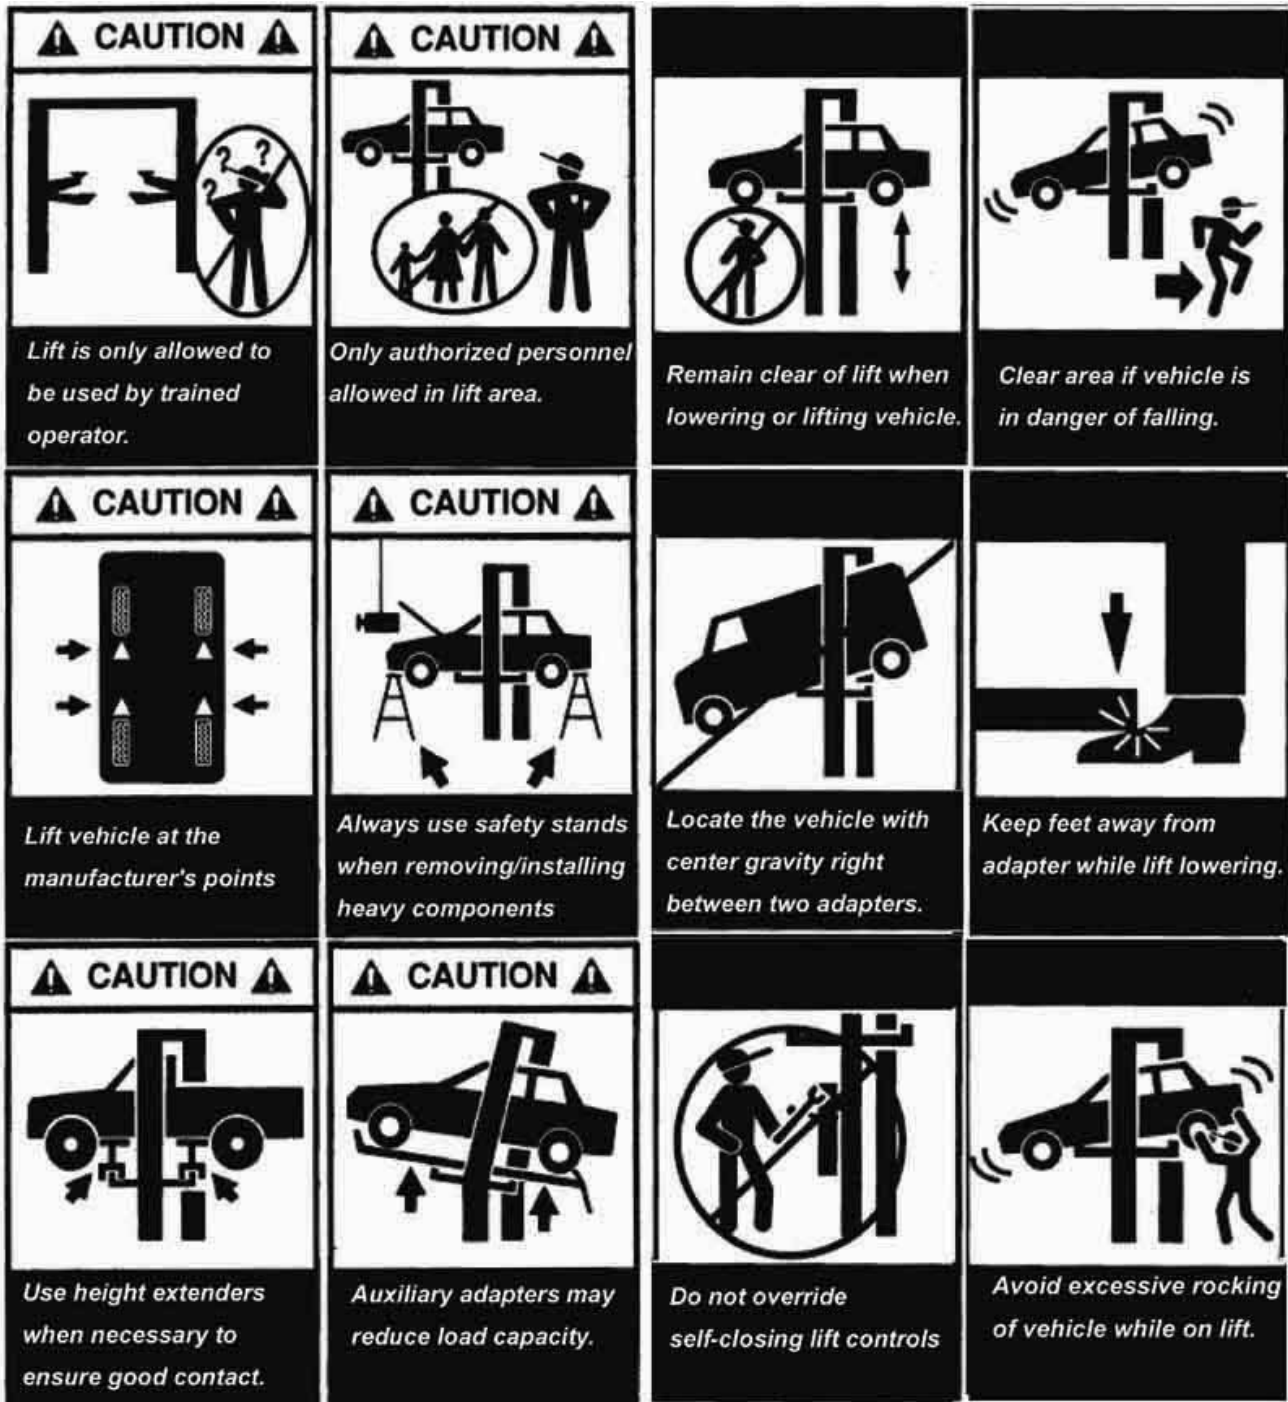 CAUTION
Lift is only allowed to
be used by trained
operator.
CAUTION
Only authorized personnel
allowed in lift area.
Remain clear of lift when
lowering or lifting vehicle.
Clear area if vehicle is
in danger of falling.
CAUTION
Lift vehicle at the
manufacturer's points
CAUTION
Always use safety stands
when removing/installing
heavy components
Locate the vehicle with
center gravity right
between two adapters.
Keep feet away from
adapter while lift lowering.
CAUTION
Use height extenders
when necessary to
ensure good contact.
CAUTION
Auxiliary adapters may
reduce load capacity.
Do not override
self-closing lift controls
Avoid excessive rocking
of vehicle while on lift.